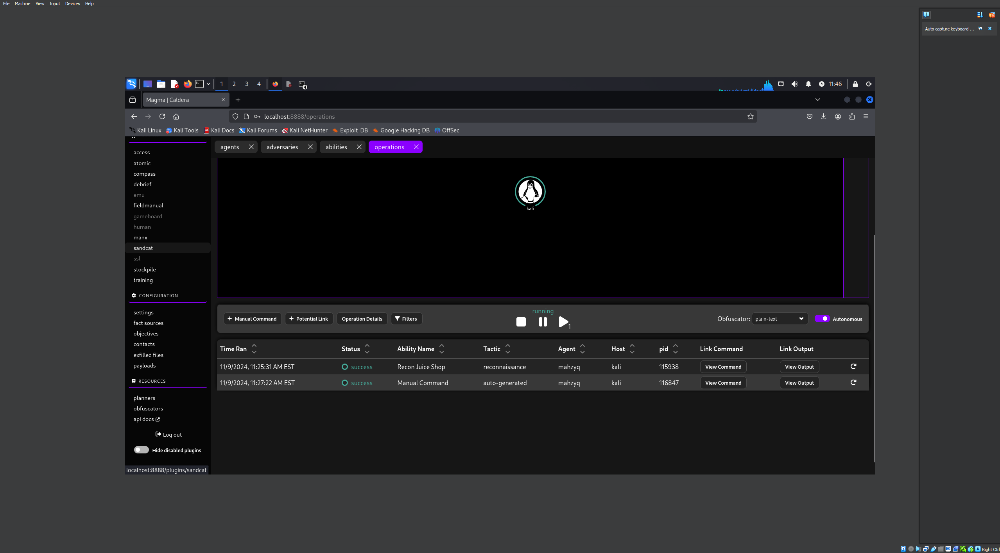 File Machine View Input Devices Help
Auto capture keyboard ...
1 2 3 4 4 11:46
Magma | Caldera
localhost:8888/operations
Kali Linux Kali Tools Kali Docs Kali Forums Kali NetHunter Exploit-DB Google Hacking DB OffSec
agents adversaries abilities operations
access
atomic
compass
debrief
emu
fieldmanual
gameboard
human
manx
sandcat
ssl
stockpile
training
CONFIGURATION
settings
fact sources
objectives
contacts
exfilled files
payloads
RESOURCES
planners
obfuscators
api docs
Log out
Hide disabled plugins
localhost:8888/plugins/sandcat
kali
running
+ Manual Command + Potential Link Operation Details Filters 1 Obfuscator: plain-text Autonomous
Time Ran Status Ability Name Tactic Agent Host pid Link Command Link Output
11/9/2024, 11:25:31 AM EST success Recon Juice Shop reconnaissance mahzyq kali 115938 View Command View Output
11/9/2024, 11:27:22 AM EST success Manual Command auto-generated mahzyq kali 116847 View Command View Output
Right Ctrl